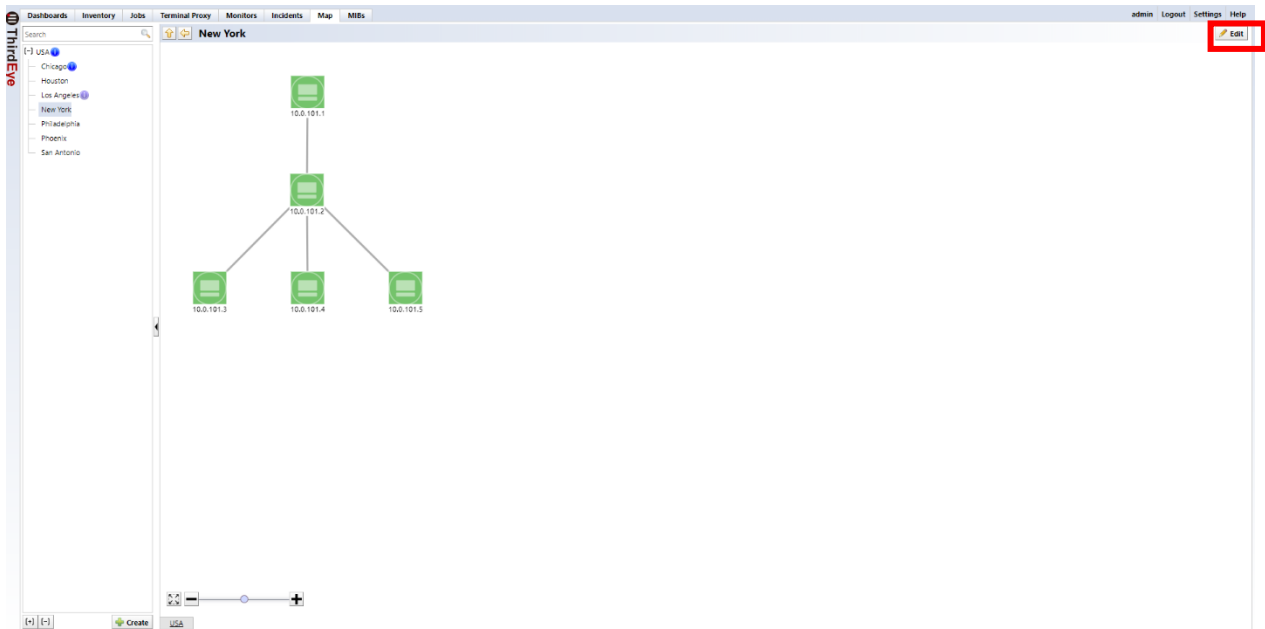 Dashboards Inventory Jobs Terminal Proxy Monitors Incidents Map MIBs admin Logout Settings Help
ThirdEye
Search
New York
Edit
[-] USA
Chicago
Houston
Los Angeles
New York
Philadelphia
Phoenix
San Antonio
10.0.101.1
10.0.101.2
10.0.101.3 10.0.101.4 10.0.101.5
[+] [-] Create USA